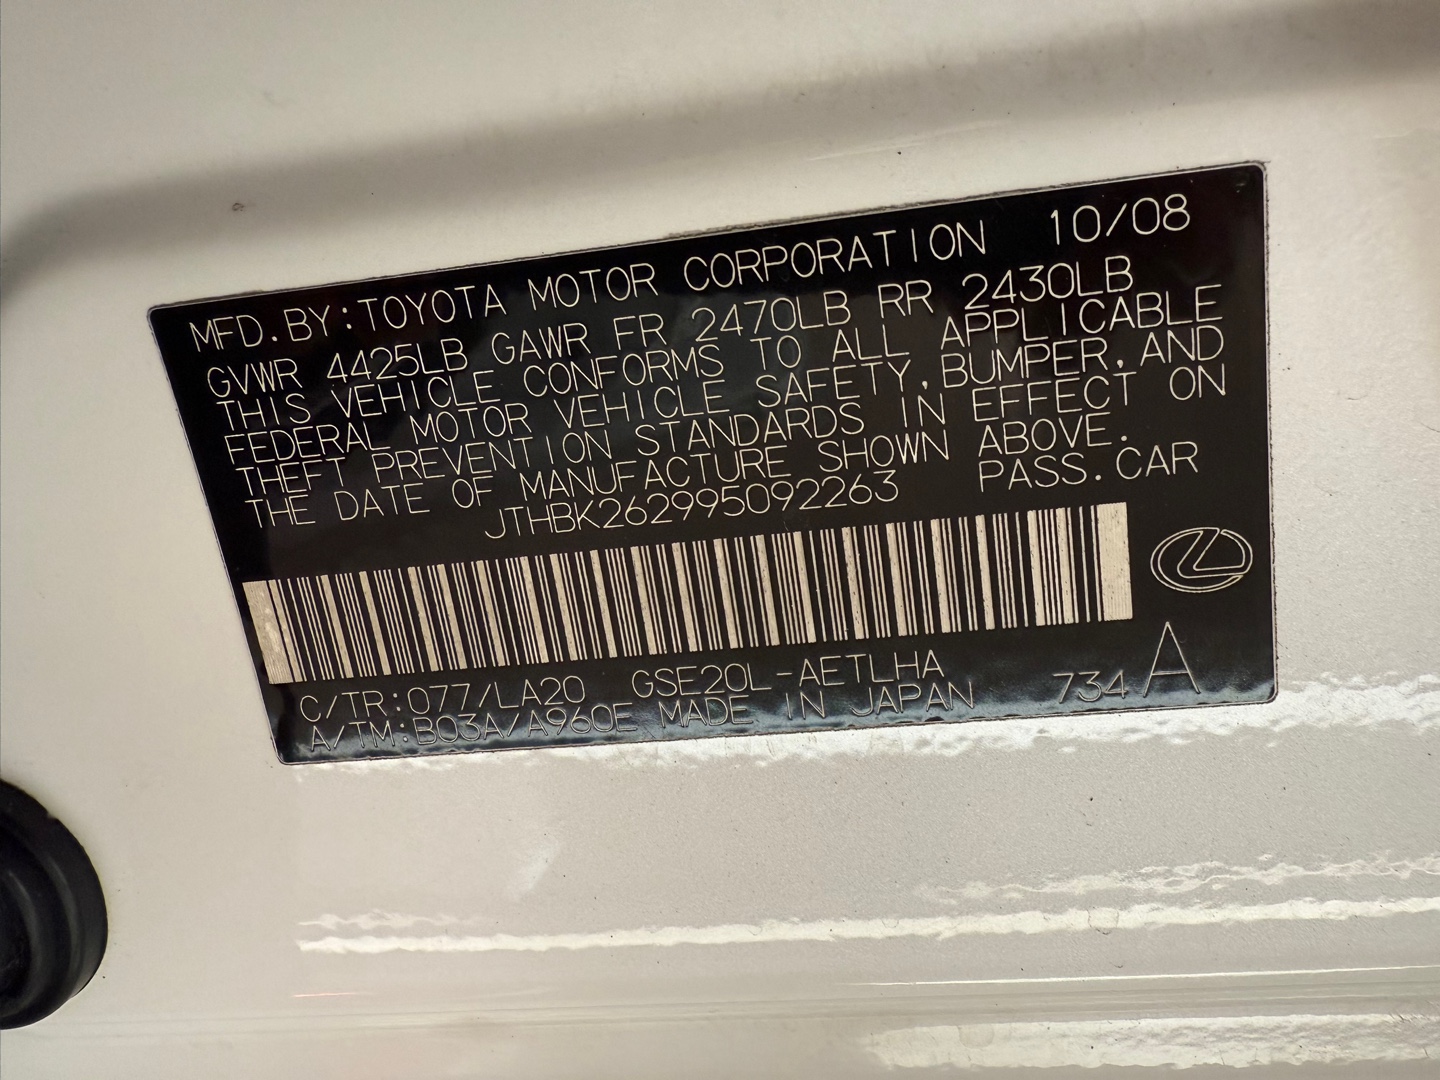 MFD.BY:TOYOTA MOTOR CORPORATION 10/08
GVWR 4425LB GAWR FR 2470LB RR 2430LB
THIS VEHICLE CONFORMS TO ALL APPLICABLE
FEDERAL MOTOR VEHICLE SAFETY,BUMPER,AND
THEFT PREVENTION STANDARDS IN EFFECT ON
THE DATE OF MANUFACTURE SHOWN ABOVE.
JTHBK262995092263 PASS.CAR
C/TR:077/LA20 GSE20L-AETLHA
A/TM:B03A/A960E MADE IN JAPAN 734 A